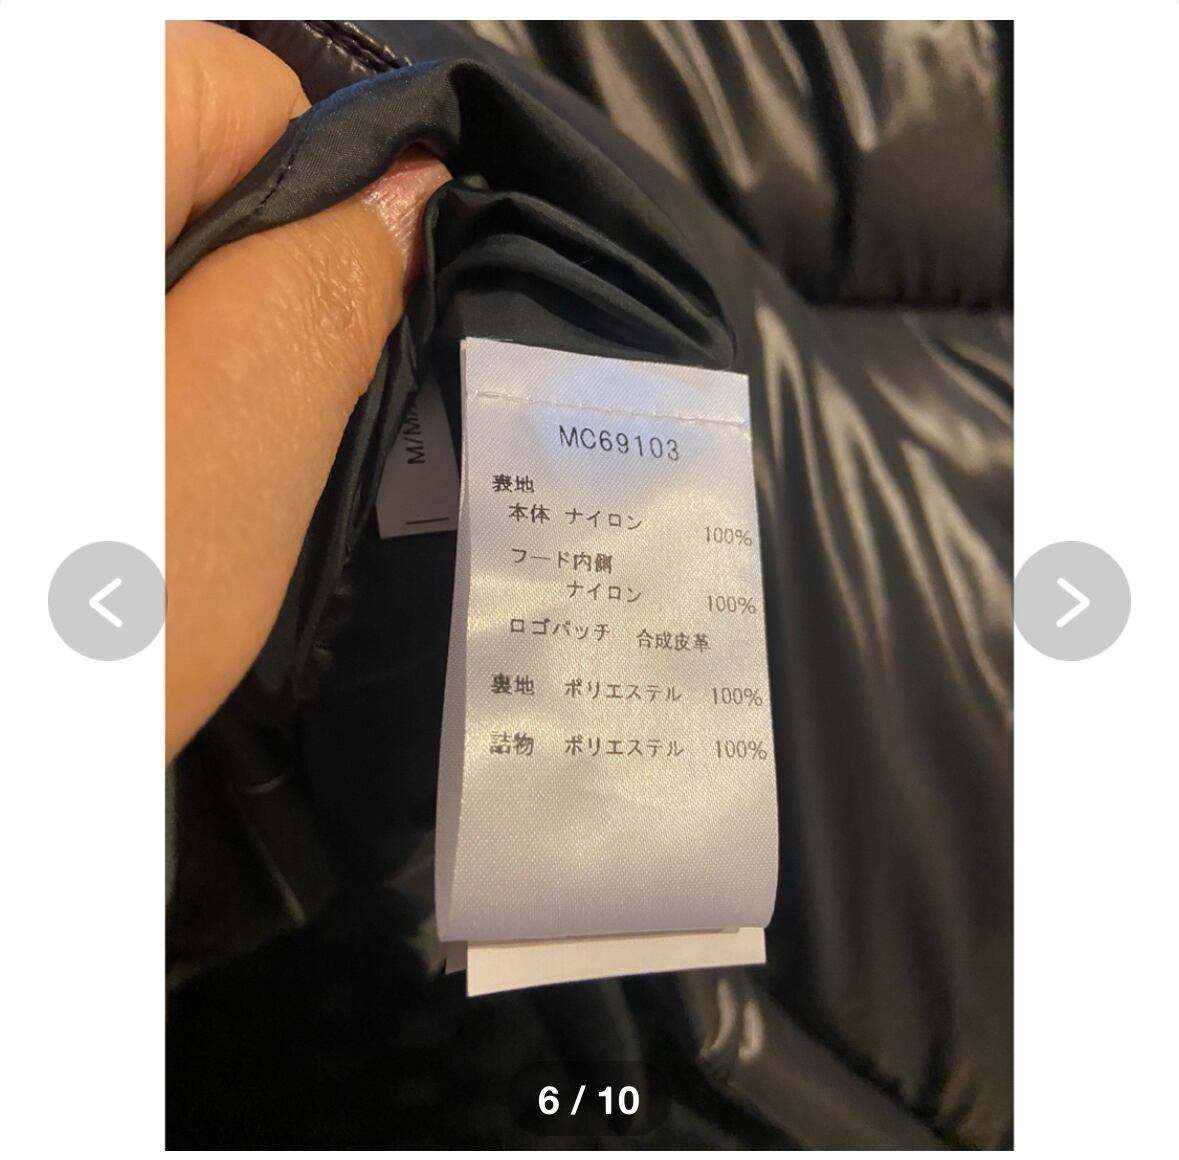 M/M
MC69103
表地
本体 ナイロン 100%
フード内側
ナイロン 100%
ロゴパッチ 合成皮革
裏地 ポリエステル 100%
詰物 ポリエステル 100%
6 / 10